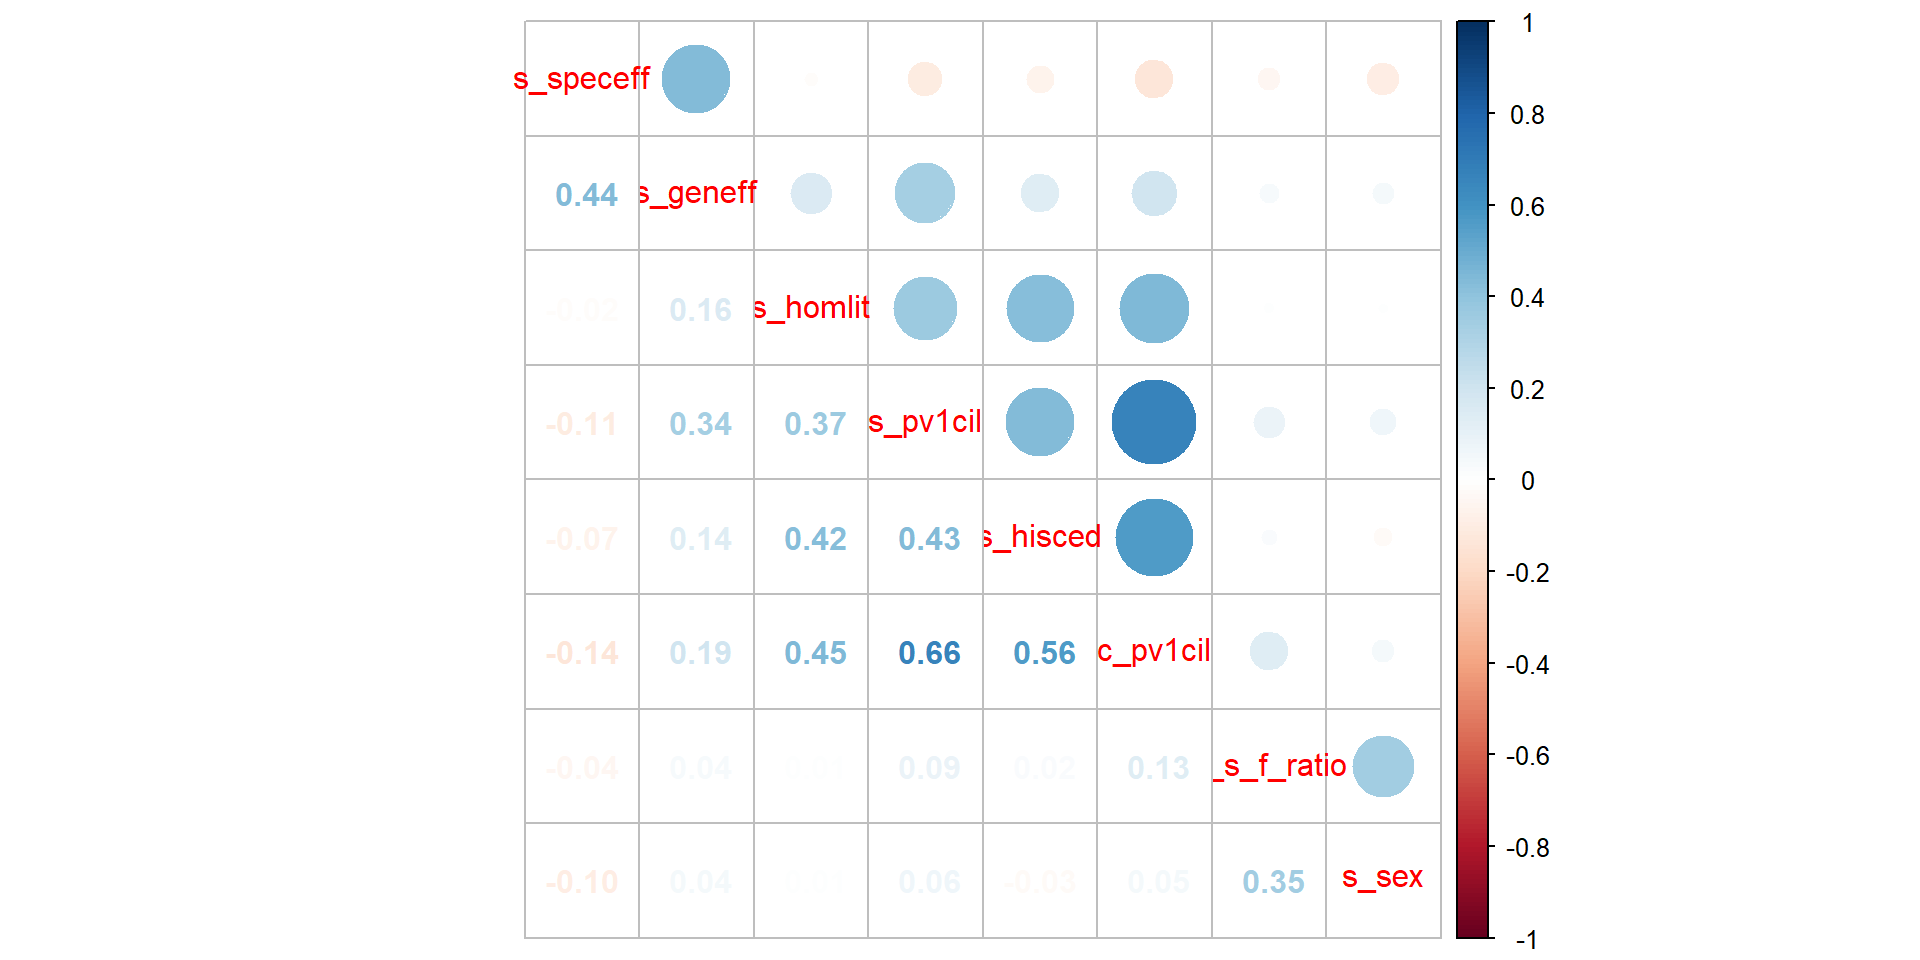 1
s_speceff
0.8
0.44 s_geneff
0.6
-0.02 0.16 s_homlit
0.4
-0.11 0.34 0.37 s_pv1cil
0.2
0
-0.07 0.14 0.42 0.43 s_hisced
-0.2
-0.14 0.19 0.45 0.66 0.56 c_pv1cil
-0.4
-0.04 0.04 0.09 0.02 0.13 _s_f_ratio
-0.6
-0.8
-0.10 0.04 0.06 -0.03 0.05 0.35 s_sex
-1